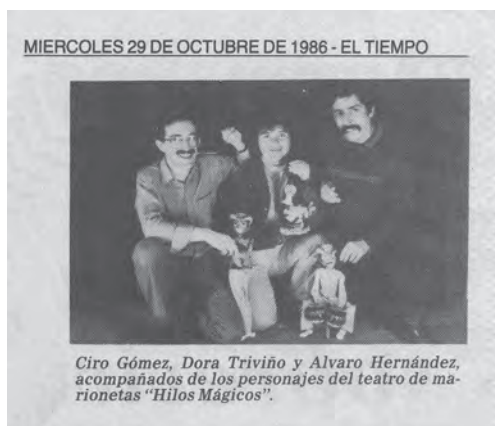 MIERCOLES 29 DE OCTUBRE DE 1986 - EL TIEMPO
Ciro Gómez, Dora Triviño y Alvaro Hernández,
acompañados de los personajes del teatro de ma-
rionetas “Hilos Mágicos”.